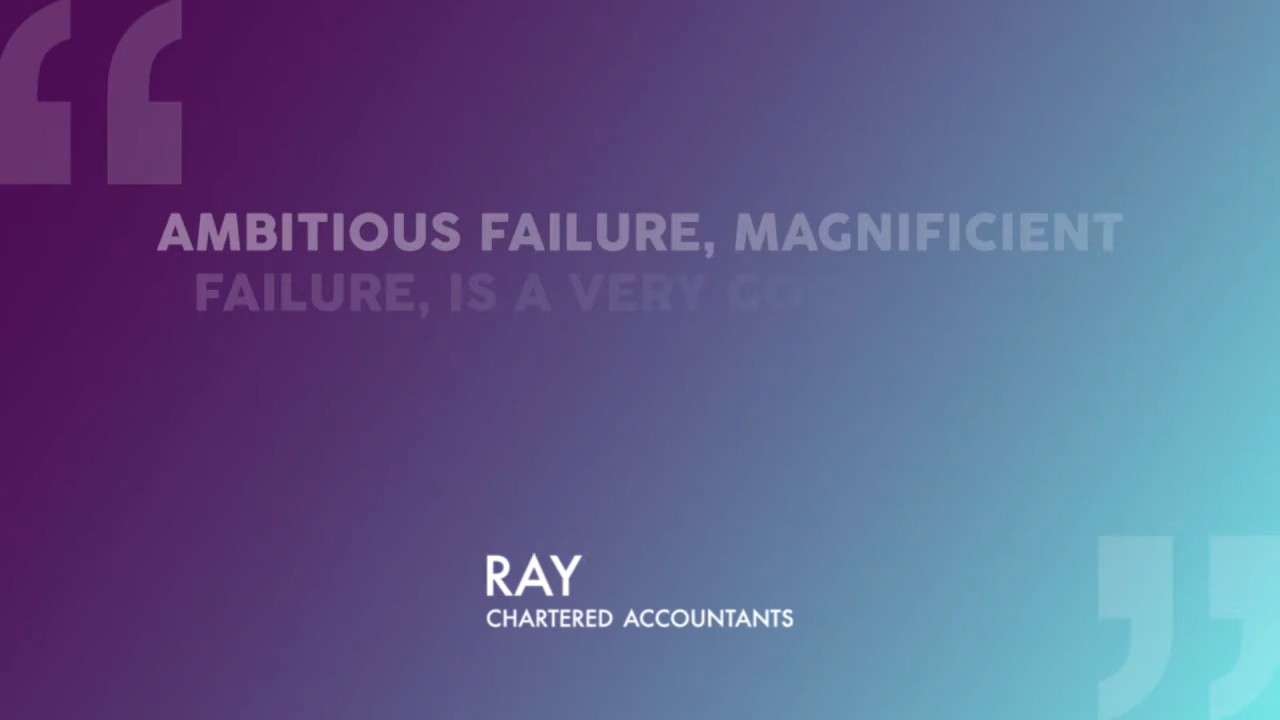 AMBITIOUS FAILURE, MAGNIFICIENT
FAILURE, IS A VERY
RAY
CHARTERED ACCOUNTANTS